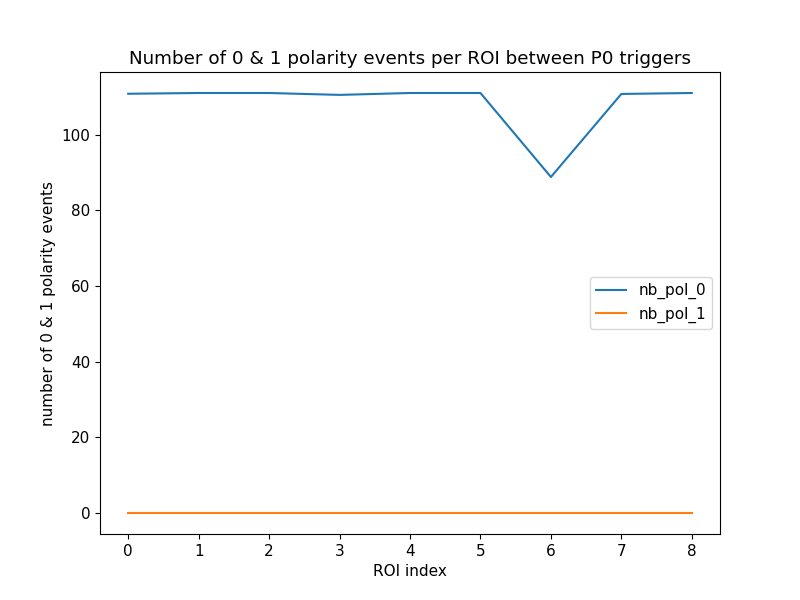 Number of 0 & 1 polarity events per ROI between P0 triggers
number of 0 & 1 polarity events
100
80
60
40
20
0
nb_pol_0
nb_pol_1
0 1 2 3 4 5 6 7 8
ROI index